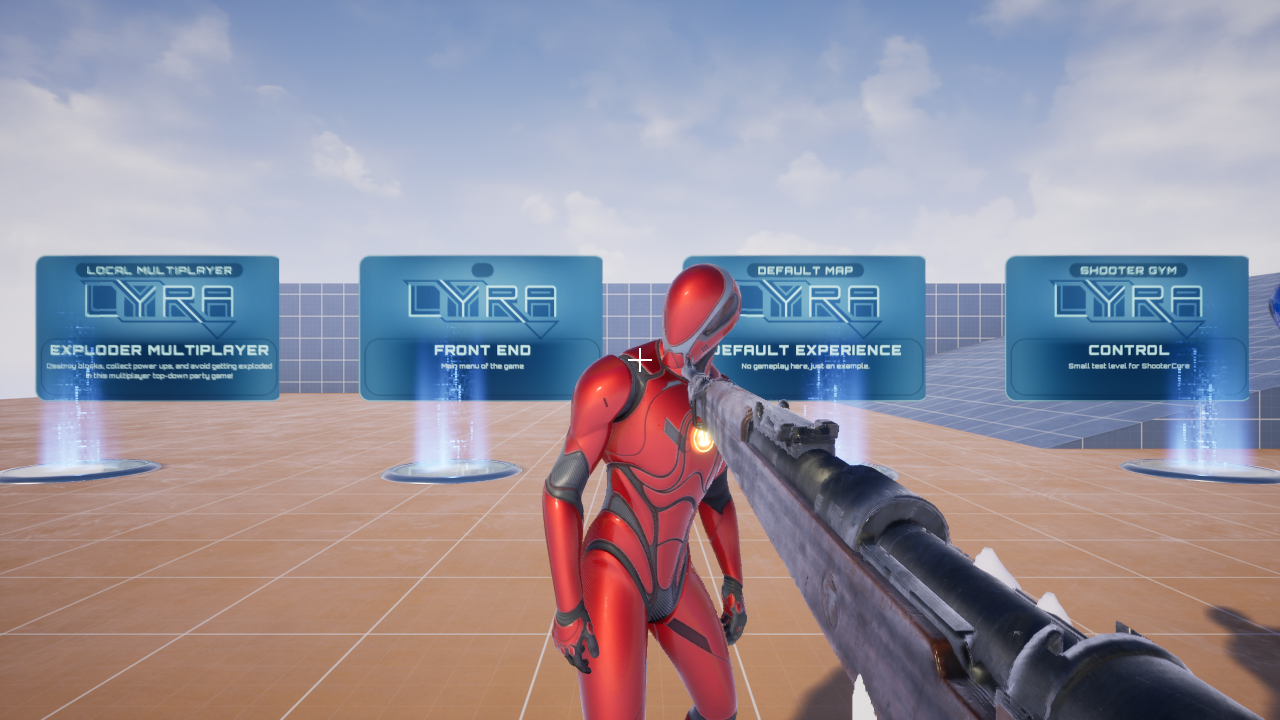 LOCAL MULTIPLAYER
LYRA
EXPLODER MULTIPLAYER
Destroy blocks, collect power ups, and avoid getting exploded
in this multiplayer top-down party game!
LYRA
FRONT END
Main menu of the game
DEFAULT MAP
LYRA
DEFAULT EXPERIENCE
No gameplay here, just an example.
SHOOTER GYM
LYRA
CONTROL
Small test level for ShooterCore